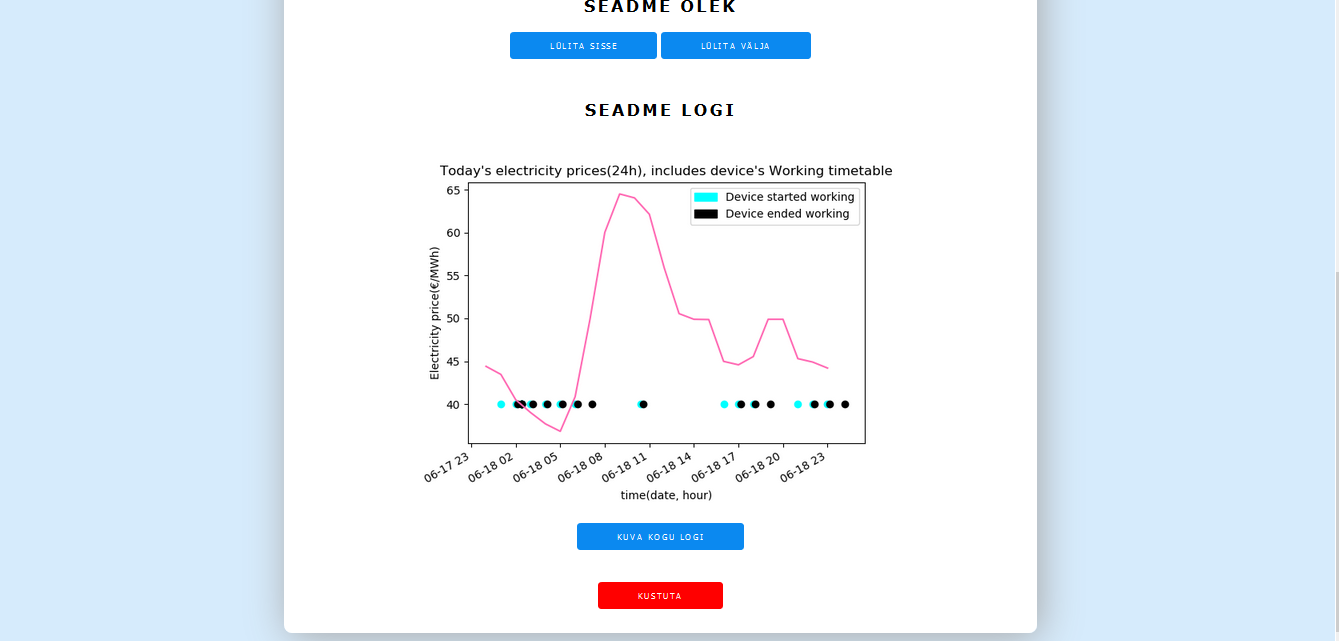 SEADME OLEK
LÜLITA SISSE LÜLITA VÄLJA
SEADME LOGI
Today's electricity prices(24h), includes device's Working timetable
Device started working
Device ended working
65
60
55
50
45
40
Electricity price(€/MWh)
06-17 23 06-18 02 06-18 05 06-18 08 06-18 11 06-18 14 06-18 17 06-18 20 06-18 23
time(date, hour)
KUVA KOGU LOGI
KUSTUTA